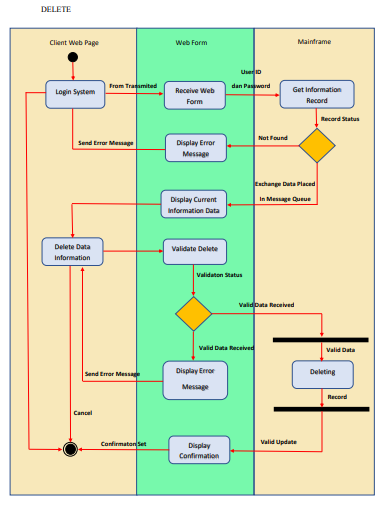 DELETE
Client Web Page
Web Form
Mainframe
User ID
Login System
From Transmited
Receive Web
Form
dan Password
Get Information
Record
Record Status
Send Error Message
Display Error
Message
Not Found
Exchange Data Placed
In Message Queue
Display Current
Information Data
Delete Data
Information
Validate Delete
Validaton Status
Valid Data Received
Valid Data Received
Valid Data
Send Error Message
Display Error
Message
Deleting
Record
Cancel
Confirmaton Set
Display
Confirmation
Valid Update